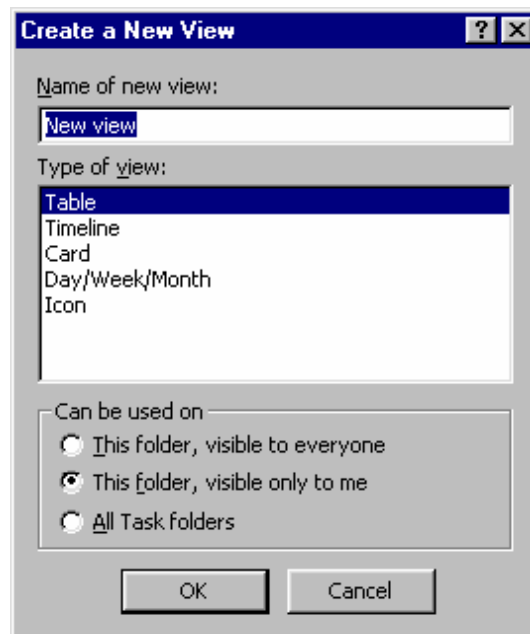 Create a New View
Name of new view:
New view
Type of view:
Table
Timeline
Card
Day/Week/Month
Icon
Can be used on
This folder, visible to everyone
This folder, visible only to me
All Task folders
OK Cancel